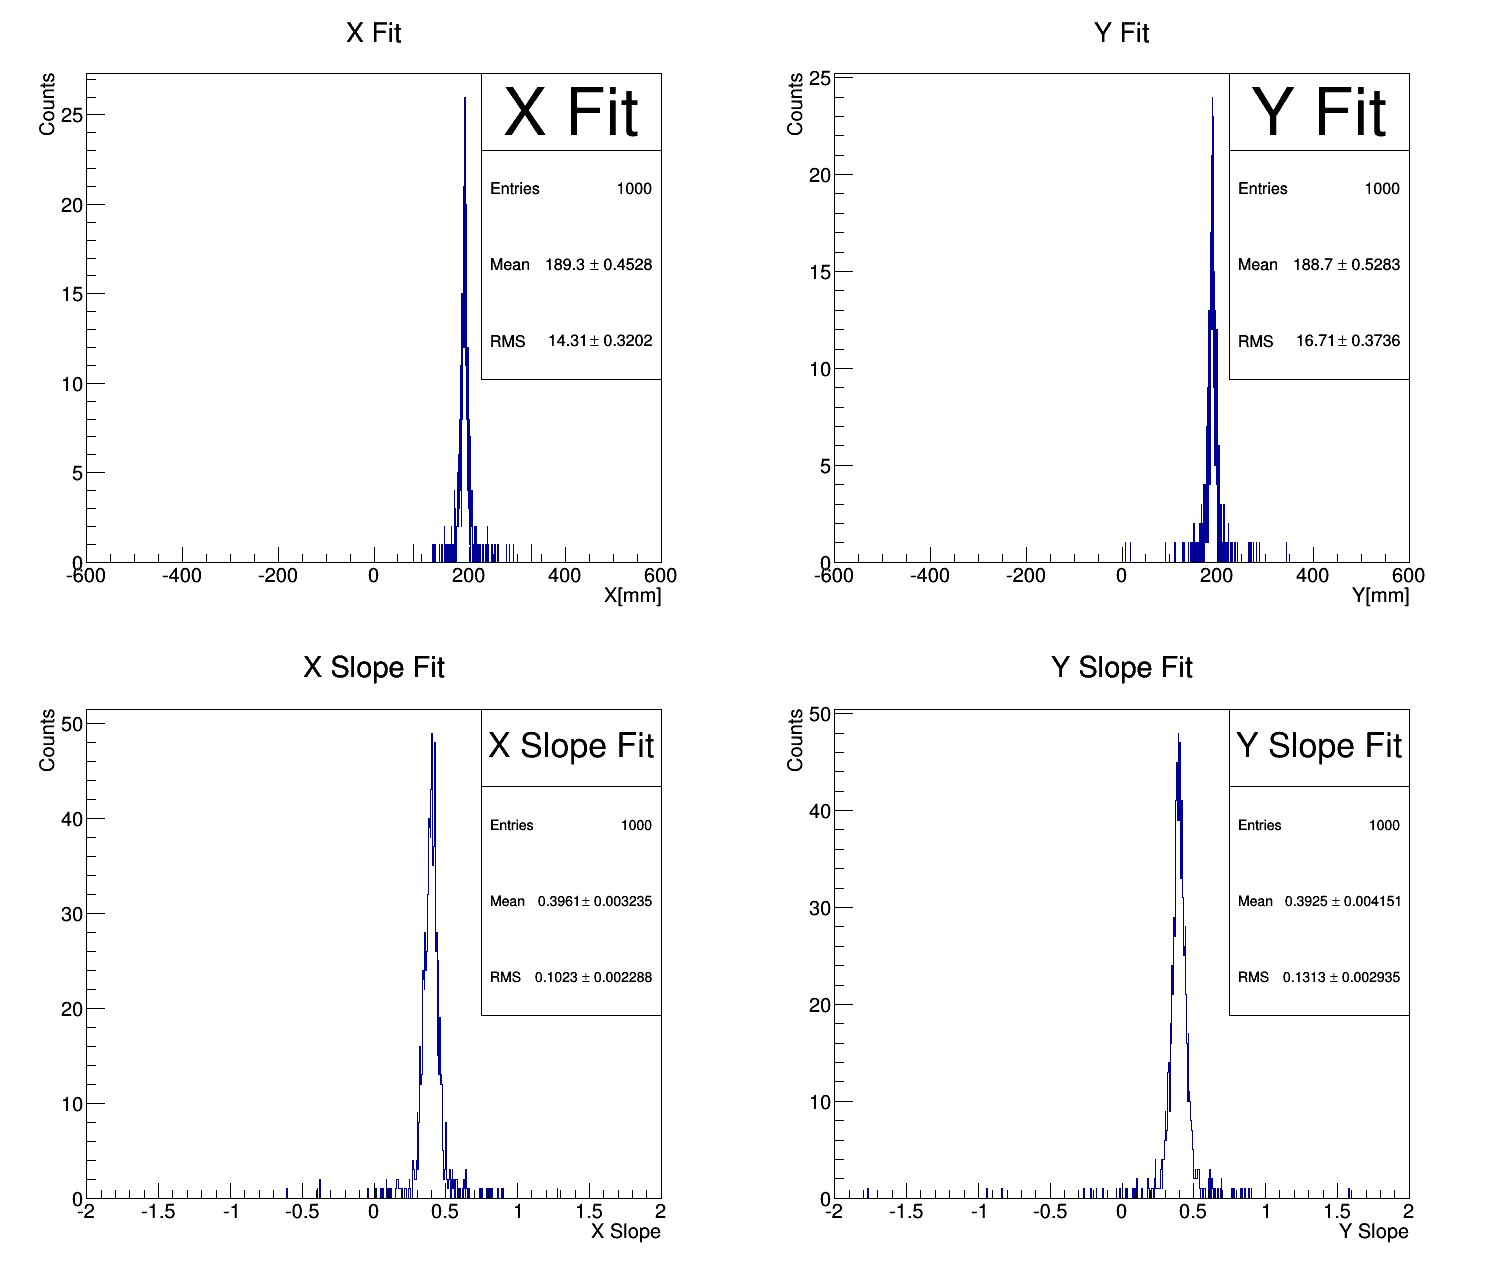 X Fit
Counts
25
20
15
10
5
0
-600 -400 -200 0 200 400 600
X[mm]
X Fit
Entries 1000
Mean 189.3 ± 0.4528
RMS 14.31 ± 0.3202
Y Fit
Counts
25
20
15
10
5
0
-600 -400 -200 0 200 400 600
Y[mm]
Y Fit
Entries 1000
Mean 188.7 ± 0.5283
RMS 16.71 ± 0.3736
X Slope Fit
Counts
50
40
30
20
10
0
-2 -1.5 -1 -0.5 0 0.5 1 1.5 2
X Slope
X Slope Fit
Entries 1000
Mean 0.3961 ± 0.003235
RMS 0.1023 ± 0.002288
Y Slope Fit
Counts
50
40
30
20
10
0
-2 -1.5 -1 -0.5 0 0.5 1 1.5 2
Y Slope
Y Slope Fit
Entries 1000
Mean 0.3925 ± 0.004151
RMS 0.1313 ± 0.002935